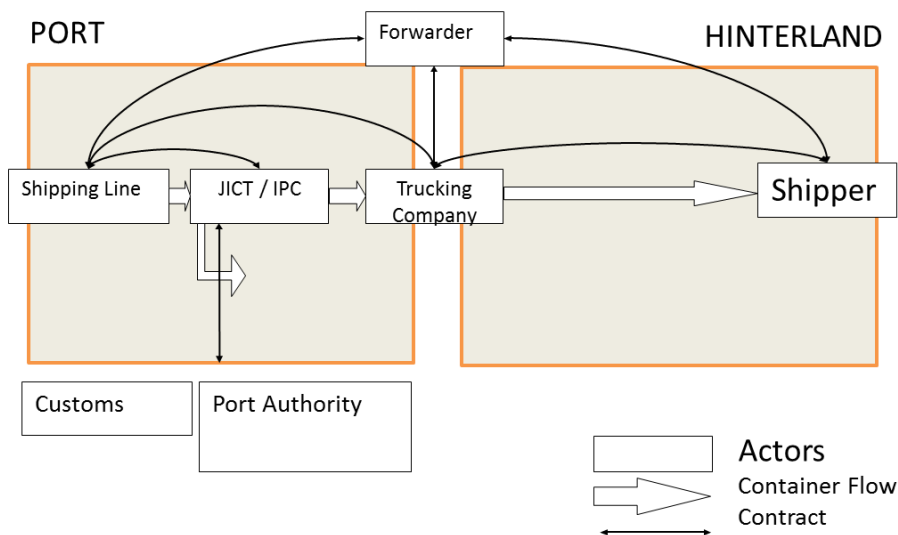 PORT
Forwarder
HINTERLAND
Shipping Line
JICT / IPC
Trucking
Company
Shipper
Customs
Port Authority
Actors
Container Flow
Contract